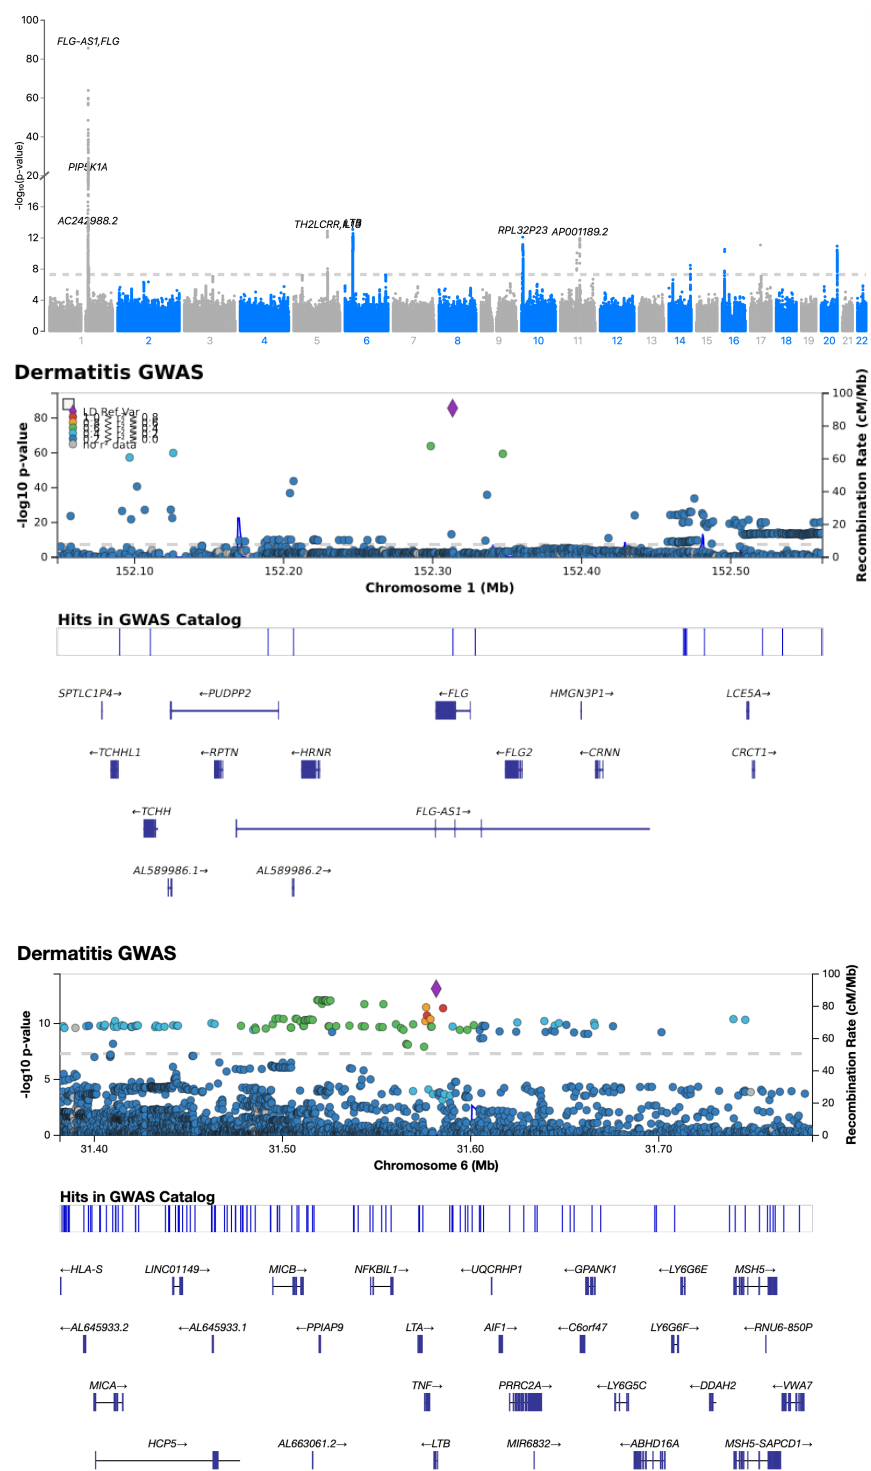 100
FLG-AS1,FLG
80
60
40
-log₁₀(p-value)
PIP5K1A
20
16
AC242988.2
TH2LCRR,IL13
LTB
RPL32P23
AP001189.2
12
8
4
0
1 2 3 4 5 6 7 8 9 10 11 12 13 14 15 16 17 18 19 20 21 22
Dermatitis GWAS
LD Ref Var
no r² data
-log10 p-value
80 60 40 20 0
Recombination Rate (cM/Mb)
100 80 60 40 20 0
152.10 152.20 152.30 152.40 152.50
Chromosome 1 (Mb)
Hits in GWAS Catalog
SPTLC1P4→ ←PUDPP2 ←FLG HMGN3P1→ LCE5A→
←TCHHL1 ←RPTN ←HRNR ←FLG2 ←CRNN CRCT1→
←TCHH FLG-AS1→
AL589986.1→ AL589986.2→
Dermatitis GWAS
-log10 p-value
10 5 0
Recombination Rate (cM/Mb)
100 80 60 40 20 0
31.40 31.50 31.60 31.70
Chromosome 6 (Mb)
Hits in GWAS Catalog
←HLA-S LINC01149→ MICB→ NFKBIL1→ ←UQCRHP1 ←GPANK1 ←LY6G6E MSH5→
←AL645933.2 ←AL645933.1 ←PPIAP9 LTA→ AIF1→ ←C6orf47 LY6G6F→ ←RNU6-850P
MICA→ TNF→ PRRC2A→ ←LY6G5C ←DDAH2 ←VWA7
HCP5→ AL663061.2→ ←LTB MIR6832→ ←ABHD16A MSH5-SAPCD1→